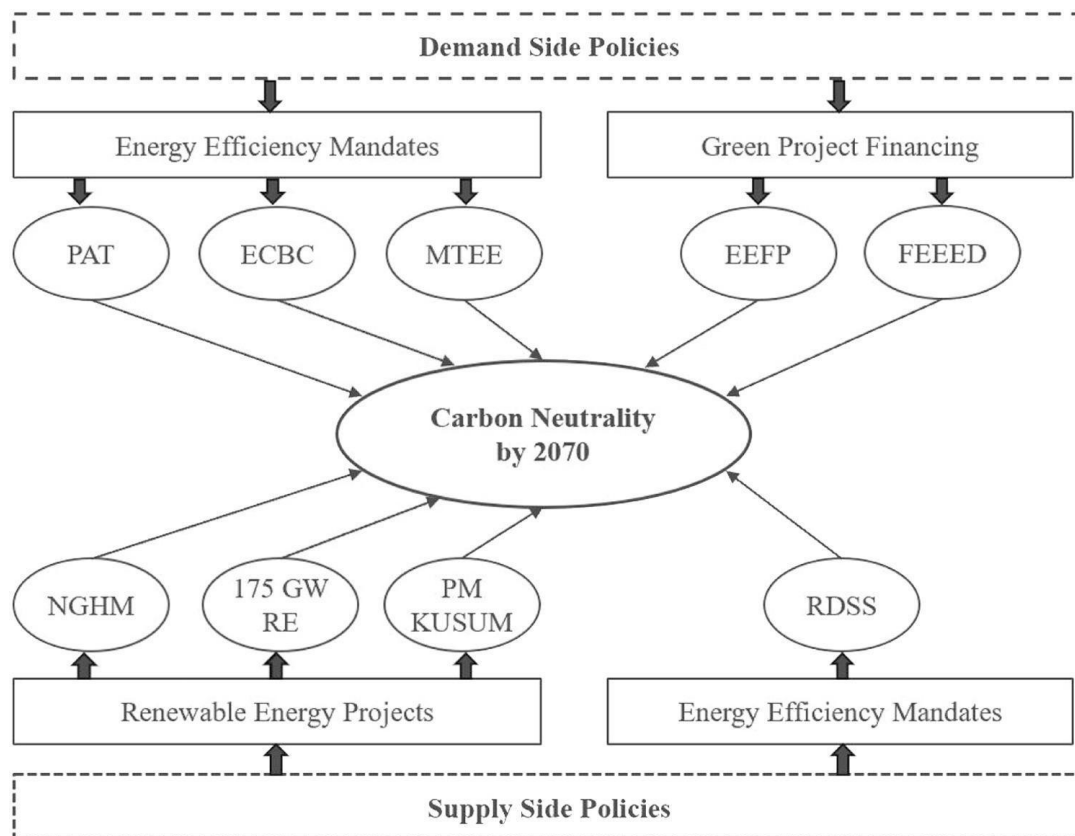 Demand Side Policies
Energy Efficiency Mandates
Green Project Financing
PAT
ECBC
MTEE
EEFP
FEEED
Carbon Neutrality
by 2070
NGHM
175 GW
RE
PM
KUSUM
RDSS
Renewable Energy Projects
Energy Efficiency Mandates
Supply Side Policies